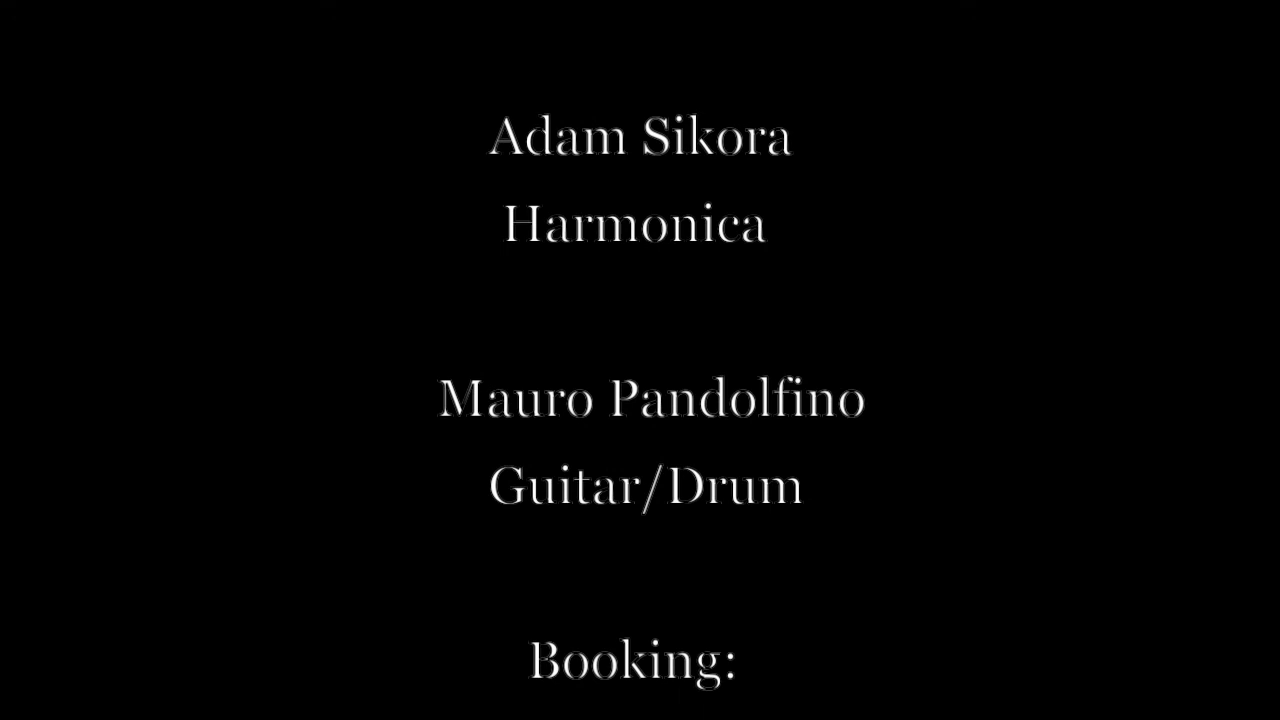 Adam Sikora
Harmonica
Mauro Pandolfino
Guitar/Drum
Booking: